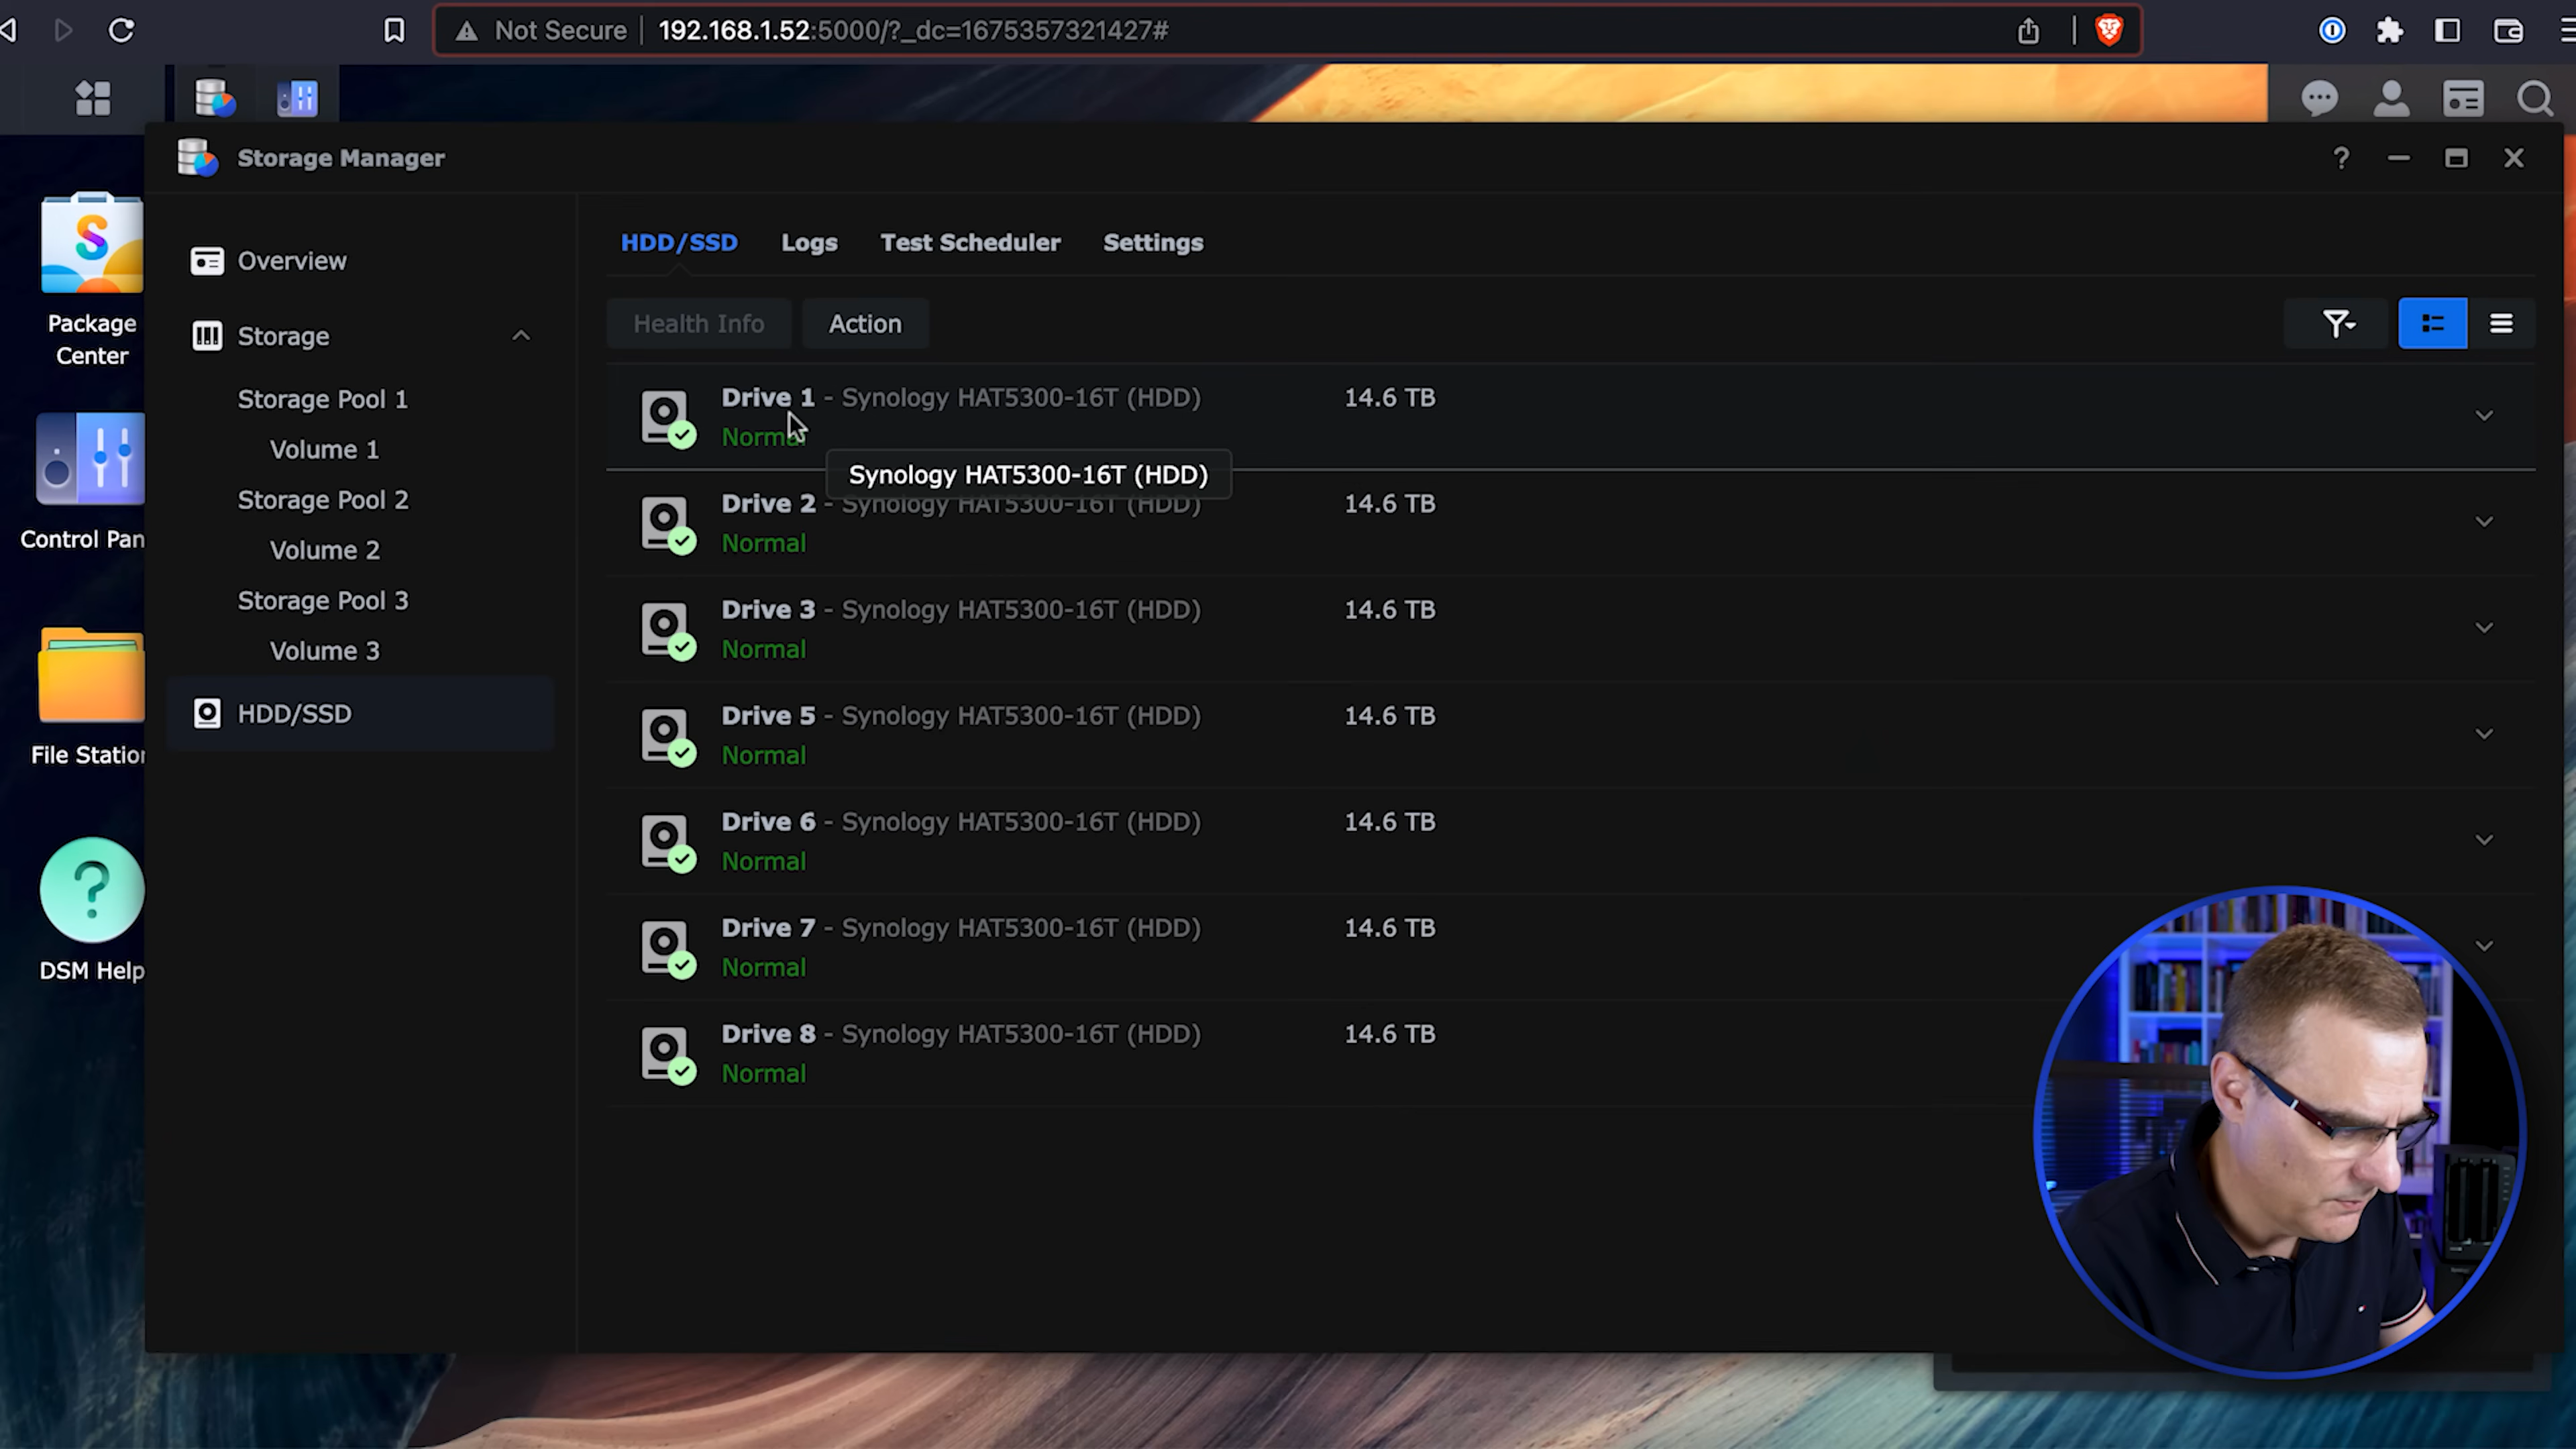 Not Secure 192.168.1.52:5000/?_dc=1675357321427#
Storage Manager
Package
Center
Control Pan
File Station
DSM Help
Overview
Storage
Storage Pool 1
Volume 1
Storage Pool 2
Volume 2
Storage Pool 3
Volume 3
HDD/SSD
HDD/SSD Logs Test Scheduler Settings
Health Info Action
Drive 1 - Synology HAT5300-16T (HDD) 14.6 TB
Normal
Synology HAT5300-16T (HDD)
Drive 2 - Synology HAT5300-16T (HDD) 14.6 TB
Normal
Drive 3 - Synology HAT5300-16T (HDD) 14.6 TB
Normal
Drive 5 - Synology HAT5300-16T (HDD) 14.6 TB
Normal
Drive 6 - Synology HAT5300-16T (HDD) 14.6 TB
Normal
Drive 7 - Synology HAT5300-16T (HDD) 14.6 TB
Normal
Drive 8 - Synology HAT5300-16T (HDD) 14.6 TB
Normal